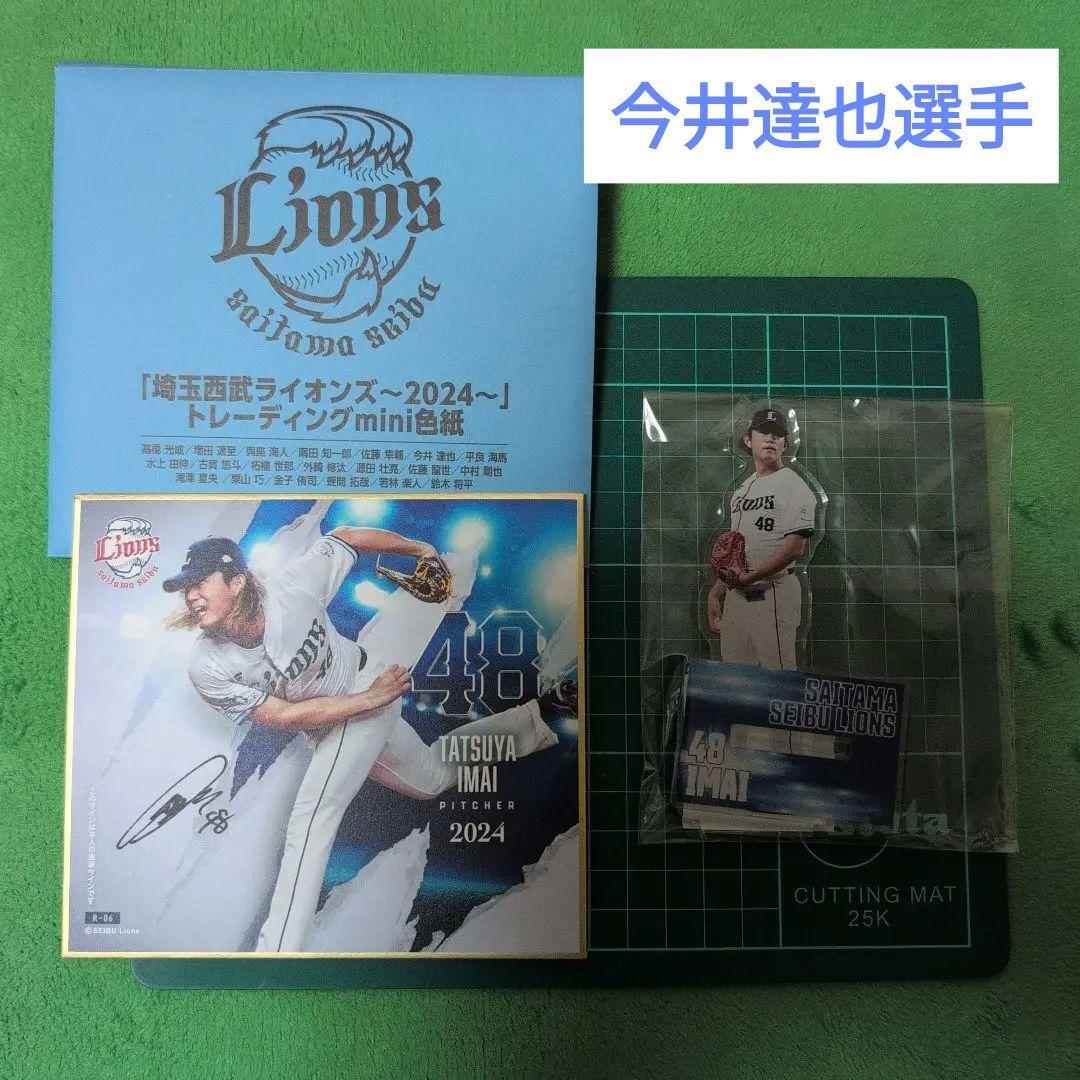 今井達也選手
Lions
Saitama Seibu
「埼玉西武ライオンズ～2024～」
トレーディングmini色紙
髙橋 光成／増田 達至／與座 海人／隅田 知一郎／佐藤 隼輔／今井 達也／平良 海馬
水上 由伸／古賀 悠斗／柘植 世那／外崎 修汰／源田 壮亮／佐藤 龍世／中村 剛也
滝澤 夏央／栗山 巧／金子 侑司／蛭間 拓哉／若林 楽人／鈴木 将平
Lions
Saitama Seibu
Lions
48
48
TATSUYA
IMAI
PITCHER
2024
48
このサインは本人の直筆サインです
R-06
©SEIBU Lions
L
LIONS
48
SAITAMA
SEIBU LIONS
48
IMAI
CUTTING MAT
25K